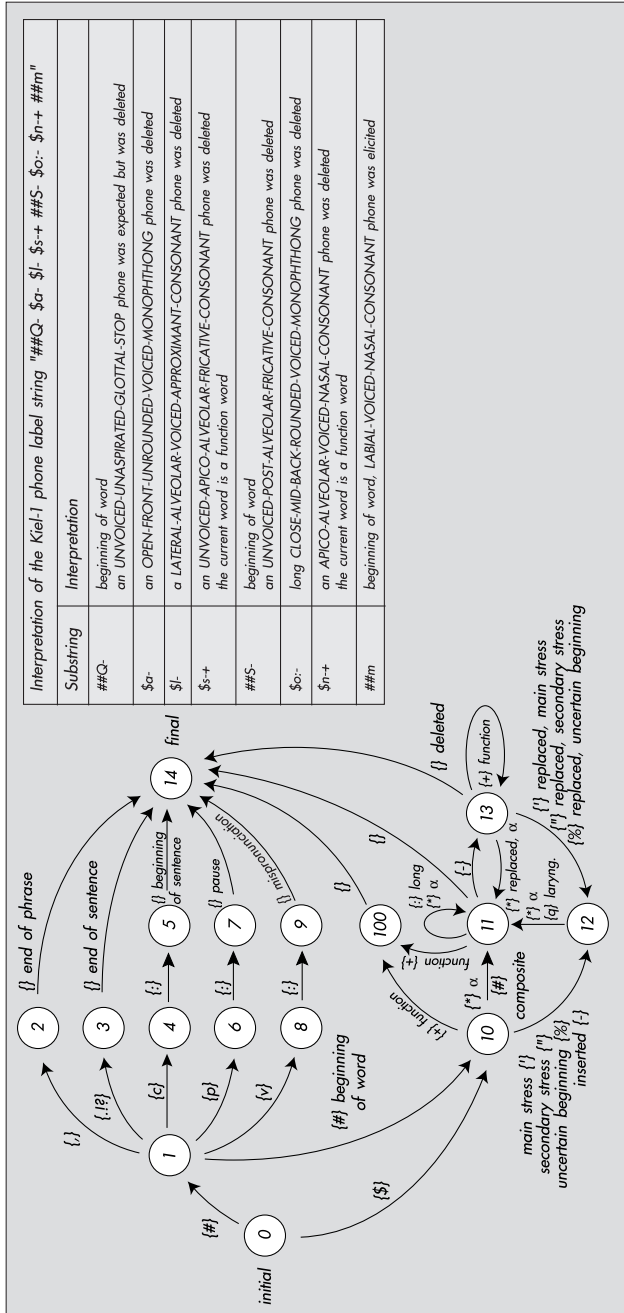 Interpretation of the Kiel-1 phone label string "##Q- $a- $l- $s-+ ##S- $o:- $n-+ ##m"
Substring Interpretation
##Q- beginning of word
an UNVOICED-UNASPIRATED-GLOTTAL-STOP phone was expected but was deleted
$a- an OPEN-FRONT-UNROUNDED-VOICED-MONOPHTHONG phone was deleted
$l- a LATERAL-ALVEOLAR-VOICED-APPROXIMANT-CONSONANT phone was deleted
$s-+ an UNVOICED-APICO-ALVEOLAR-FRICATIVE-CONSONANT phone was deleted
the current word is a function word
##S- beginning of word
an UNVOICED-POST-ALVEOLAR-FRICATIVE-CONSONANT phone was deleted
$o:- long CLOSE-MID-BACK-ROUNDED-VOICED-MONOPHTHONG phone was deleted
$n-+ an APICO-ALVEOLAR-VOICED-NASAL-CONSONANT phone was deleted
the current word is a function word
##m beginning of word, LABIAL-VOICED-NASAL-CONSONANT phone was elicited
initial
0
{#}
{$}
1
{,}
{.!?}
{c}
{p}
{v}
{#} beginning
of word
2
{} end of phrase
3
{} end of sentence
4
{:}
5
{} beginning
of sentence
6
{:}
7
{} pause
8
{:}
9
{} mispronunciation
14
final
10
composite
{+} function
{*} α
{#}
main stress {'}
secondary stress {"}
uncertain beginning {%}
inserted {-}
100
{}
function {+}
11
{:} long
{*} α
{}
{-}
12
{*} α
{q} laryng.
13
{+} function
{} deleted
{*} replaced, α
{'} replaced, main stress
{"} replaced, secondary stress
{%} replaced, uncertain beginning